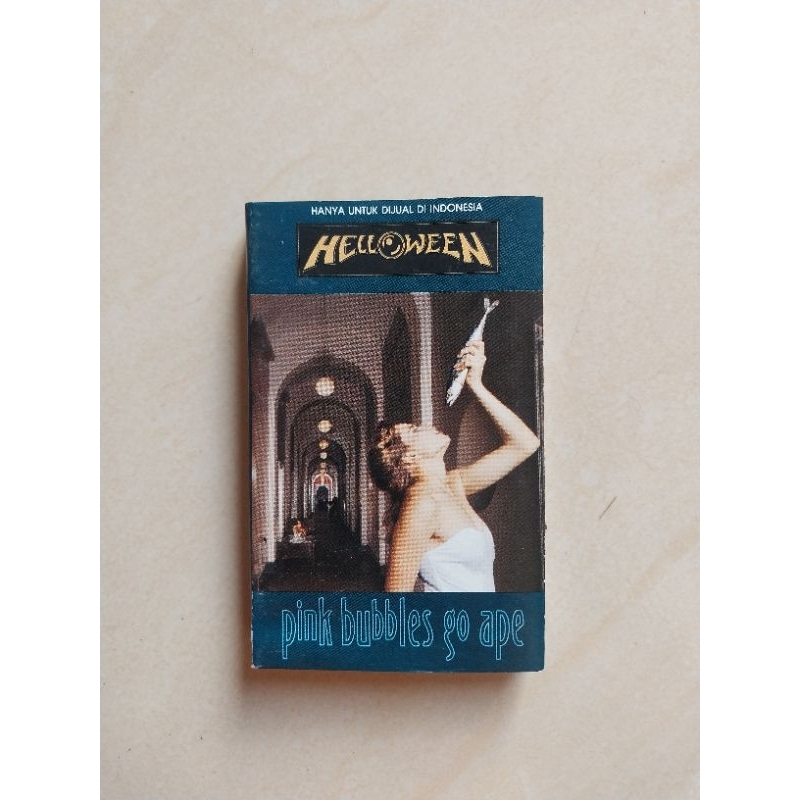 HANYA UNTUK DIJUAL DI INDONESIA
HELLOWEEN
pink bubbles go ape